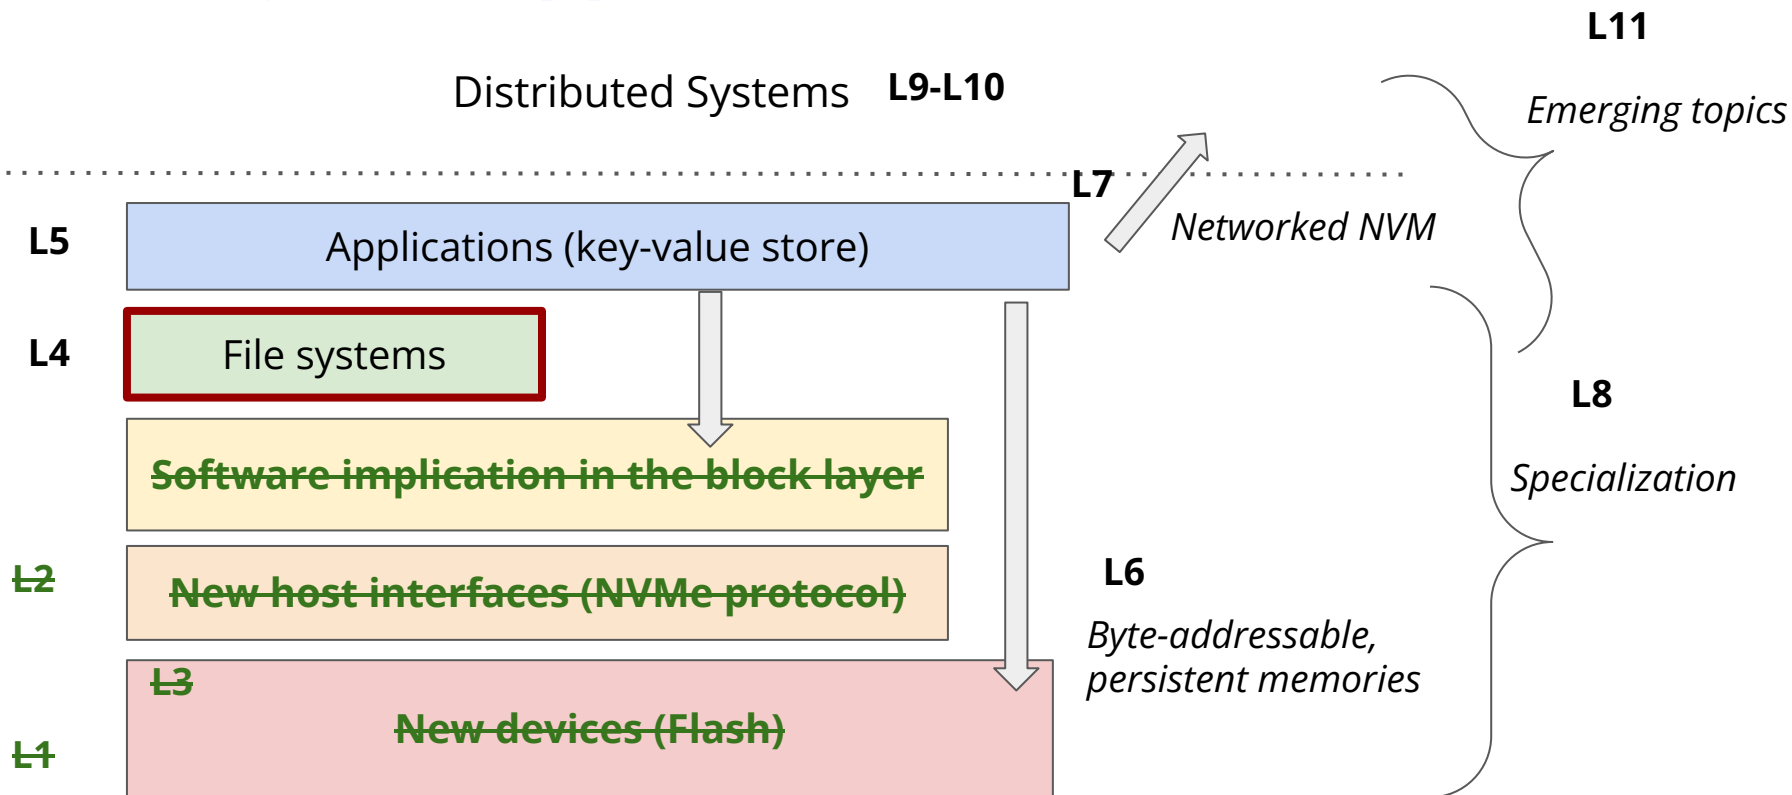 L11
Distributed Systems L9-L10
Emerging topics
L7
Networked NVM
L5
Applications (key-value store)
L4
File systems
L8
Software implication in the block layer
Specialization
L2
New host interfaces (NVMe protocol)
L6
Byte-addressable,
persistent memories
L3
New devices (Flash)
L1